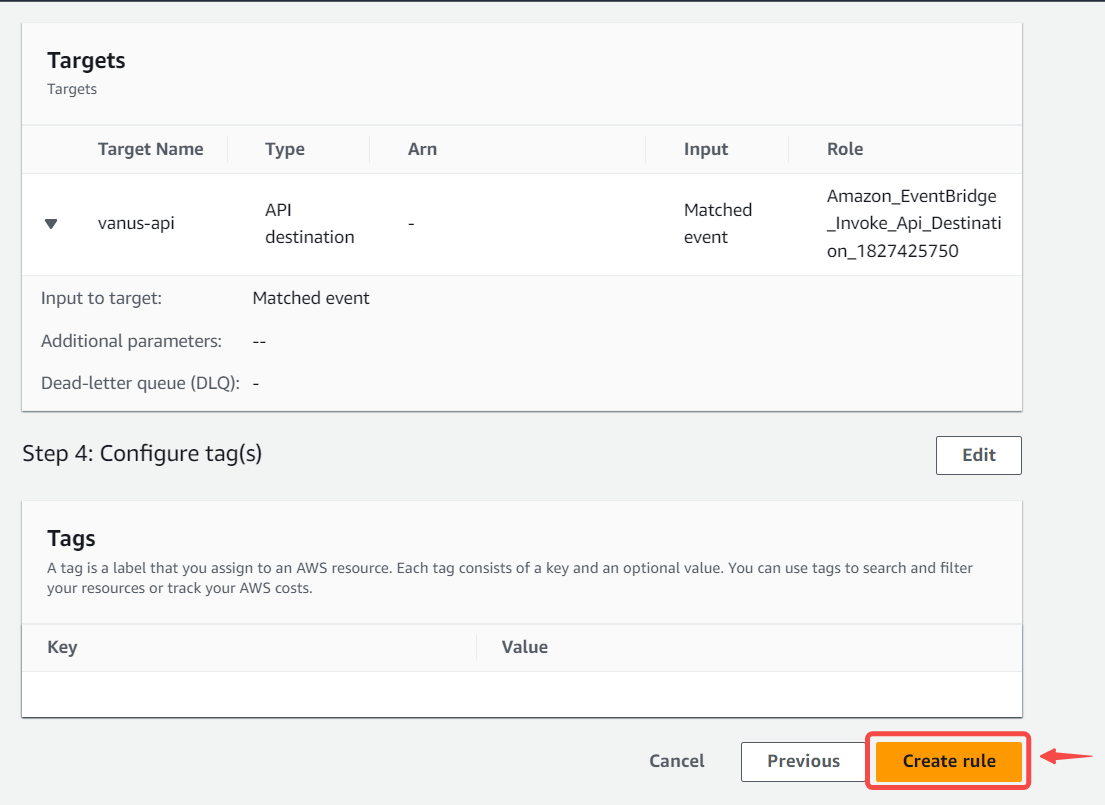 Targets
Targets
Target Name Type Arn Input Role
vanus-api API destination - Matched event Amazon_EventBridge_Invoke_Api_Destination_1827425750
Input to target: Matched event
Additional parameters: --
Dead-letter queue (DLQ): -
Step 4: Configure tag(s) Edit
Tags
A tag is a label that you assign to an AWS resource. Each tag consists of a key and an optional value. You can use tags to search and filter
your resources or track your AWS costs.
Key Value
Cancel Previous Create rule